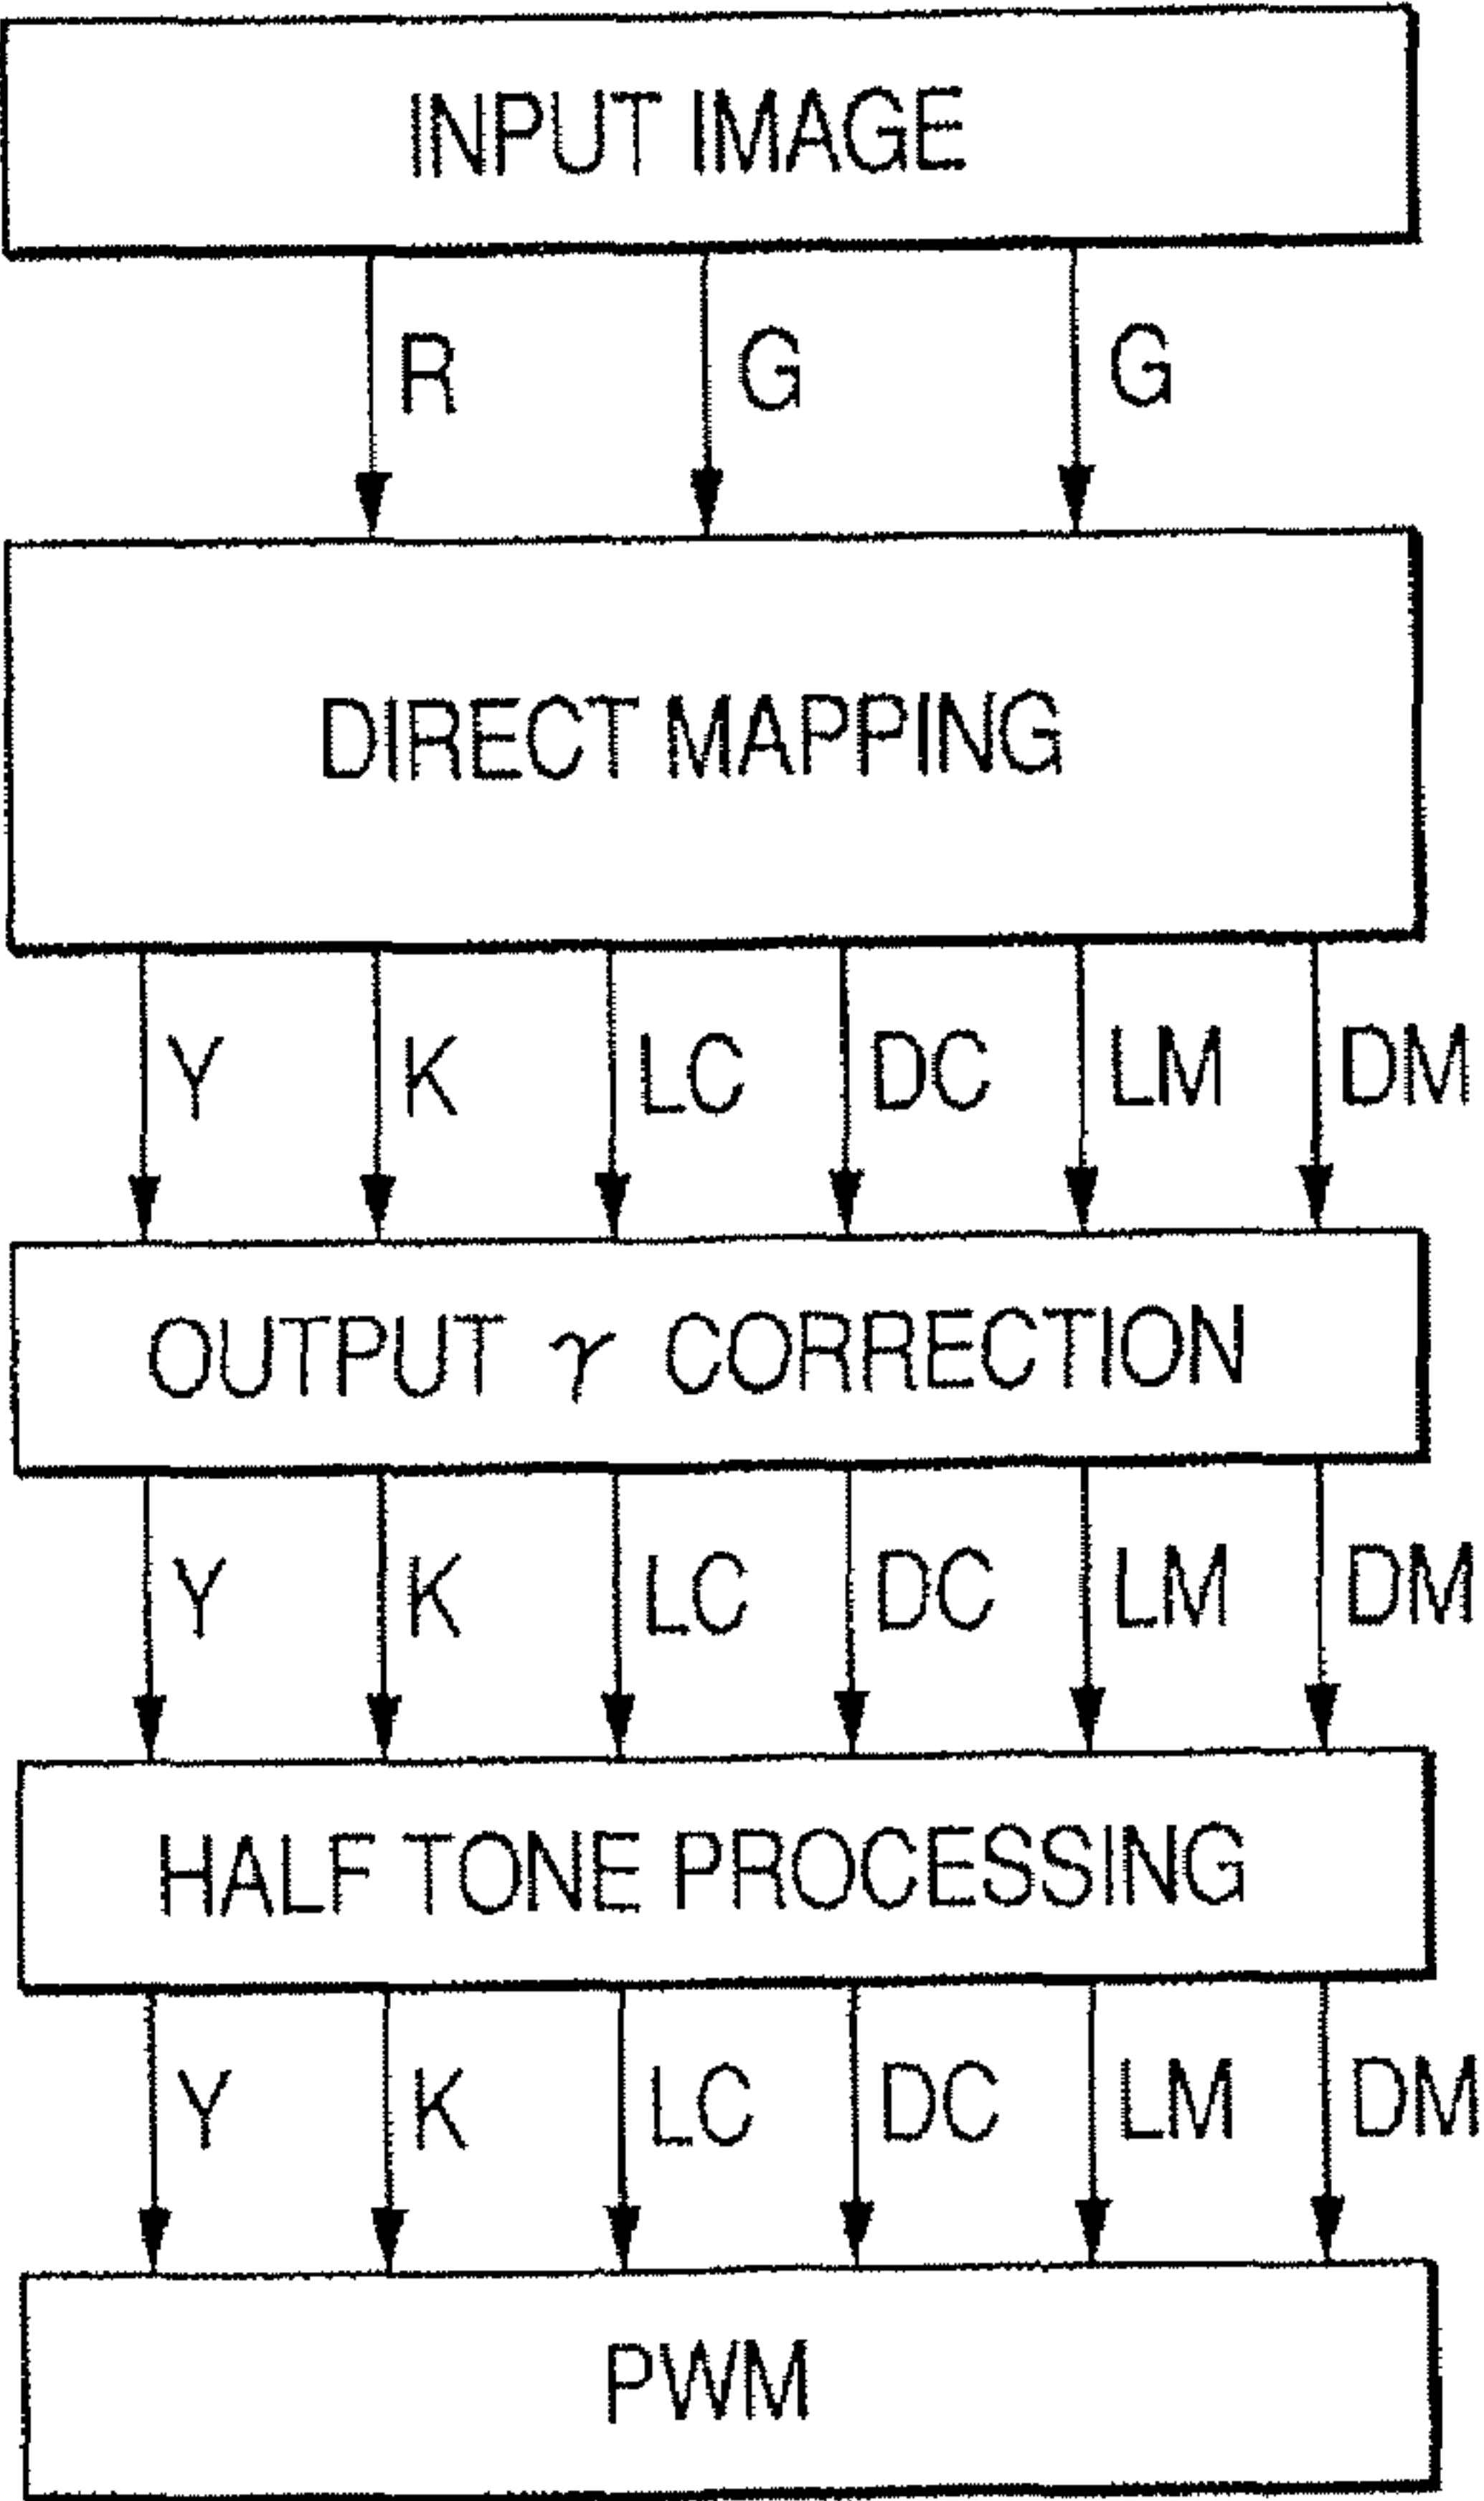 INPUT IMAGE
R G G
DIRECT MAPPING
Y K LC DC LM DM
OUTPUT γ CORRECTION
Y K LC DC LM DM
HALF TONE PROCESSING
Y K LC DC LM DM
PWM